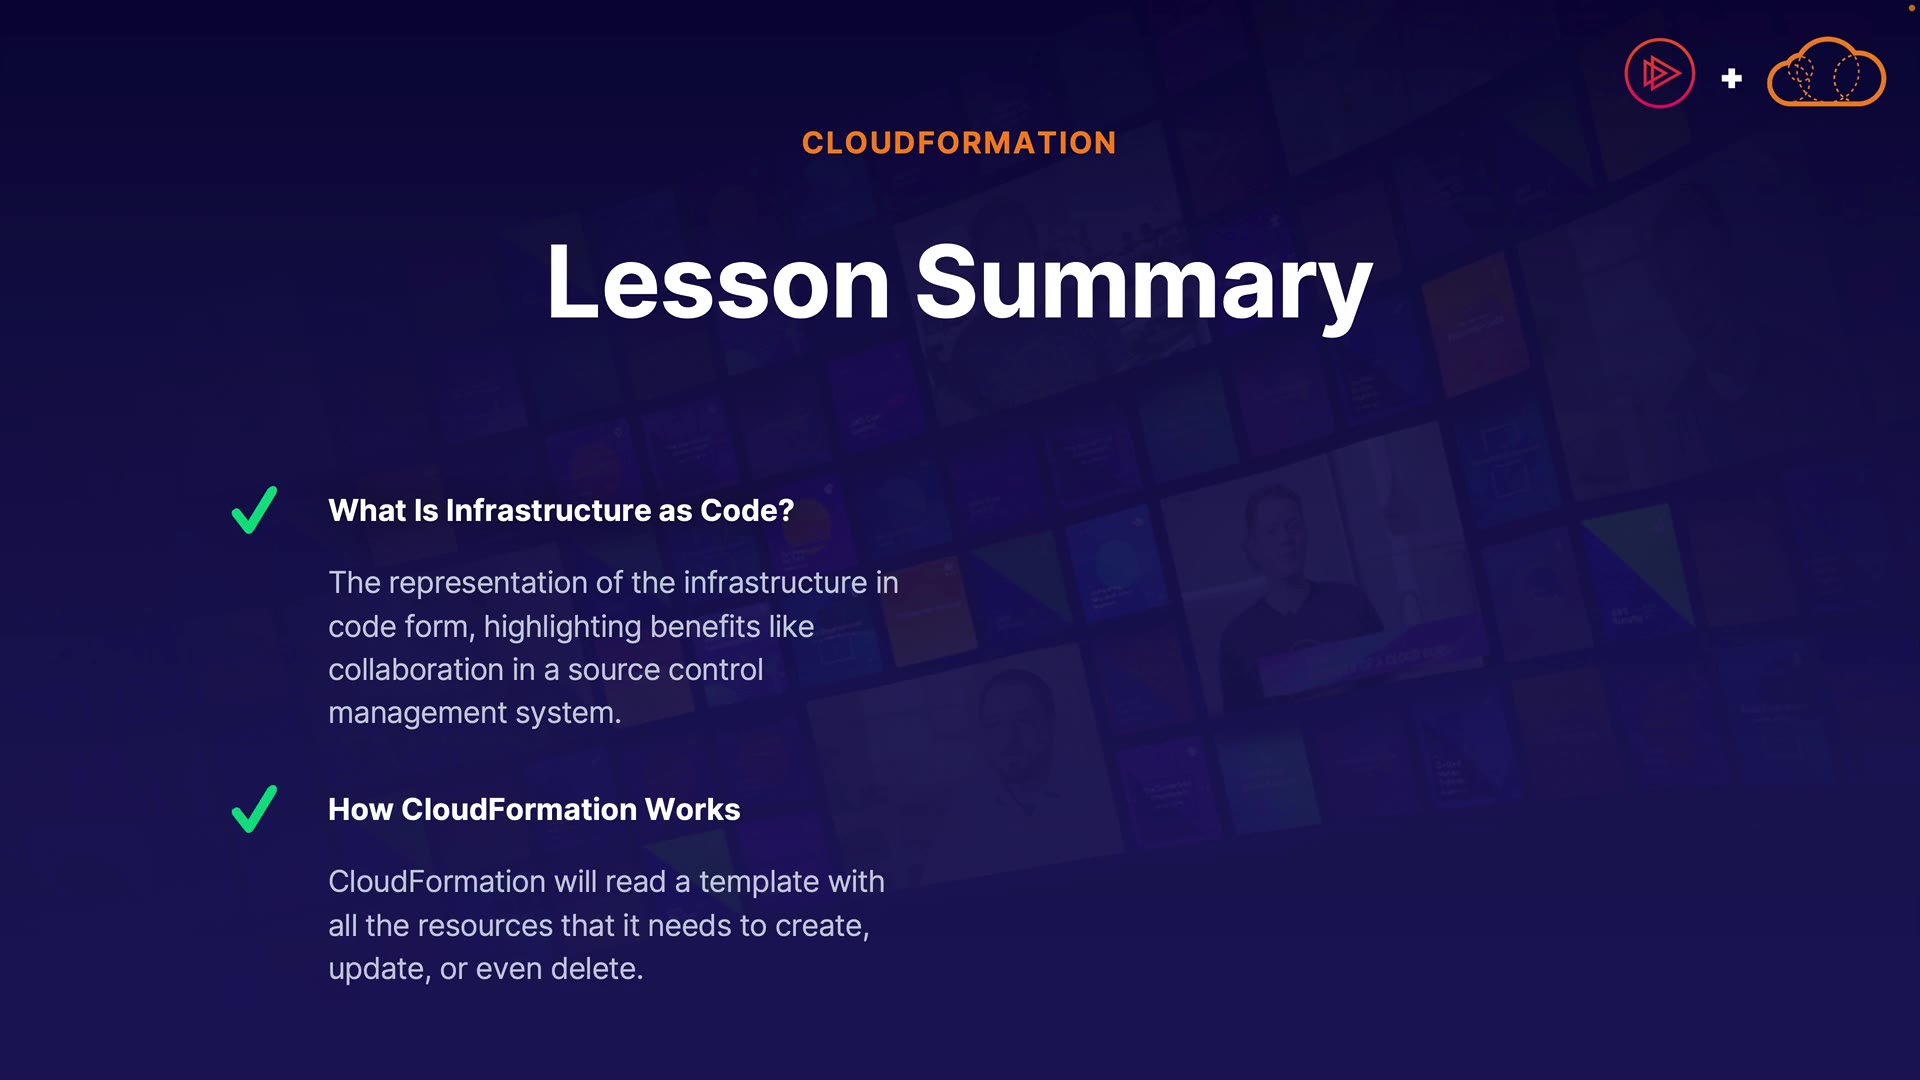 CLOUDFORMATION
Lesson Summary
What Is Infrastructure as Code?
The representation of the infrastructure in
code form, highlighting benefits like
collaboration in a source control
management system.
How CloudFormation Works
CloudFormation will read a template with
all the resources that it needs to create,
update, or even delete.